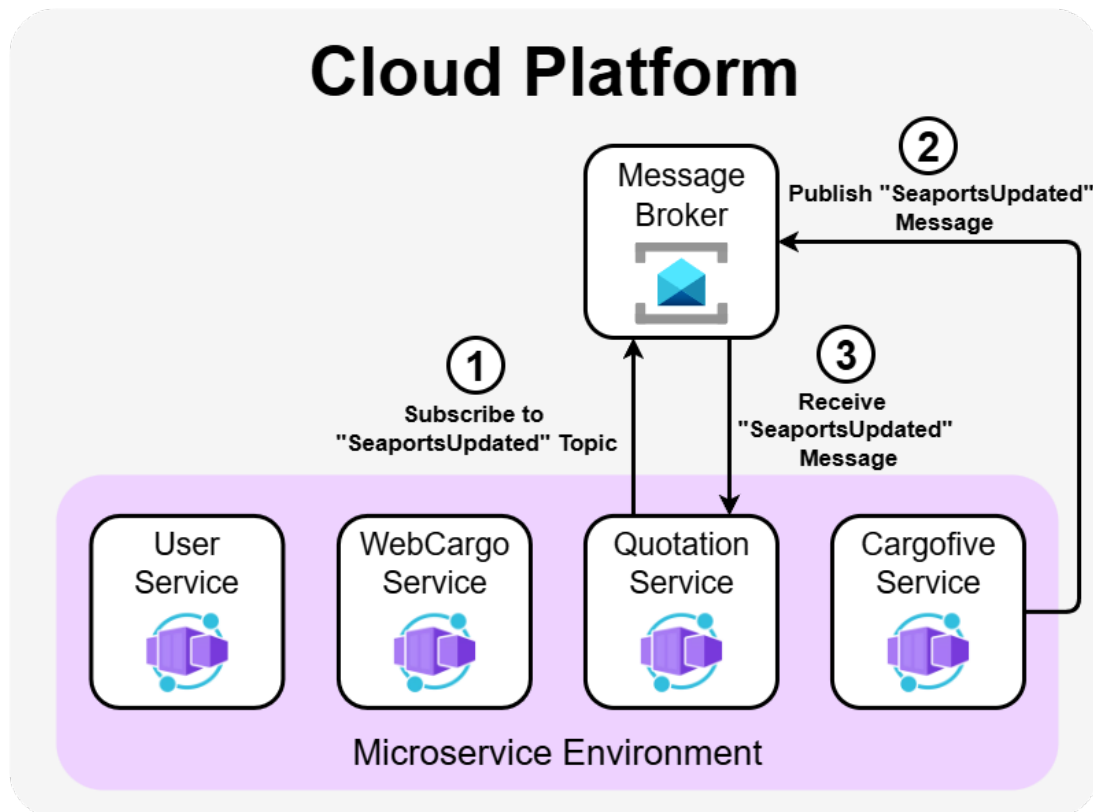 Cloud Platform
Message
Broker
2
Publish "SeaportsUpdated"
Message
1
Subscribe to
"SeaportsUpdated" Topic
3
Receive
"SeaportsUpdated"
Message
User
Service
WebCargo
Service
Quotation
Service
Cargofive
Service
Microservice Environment